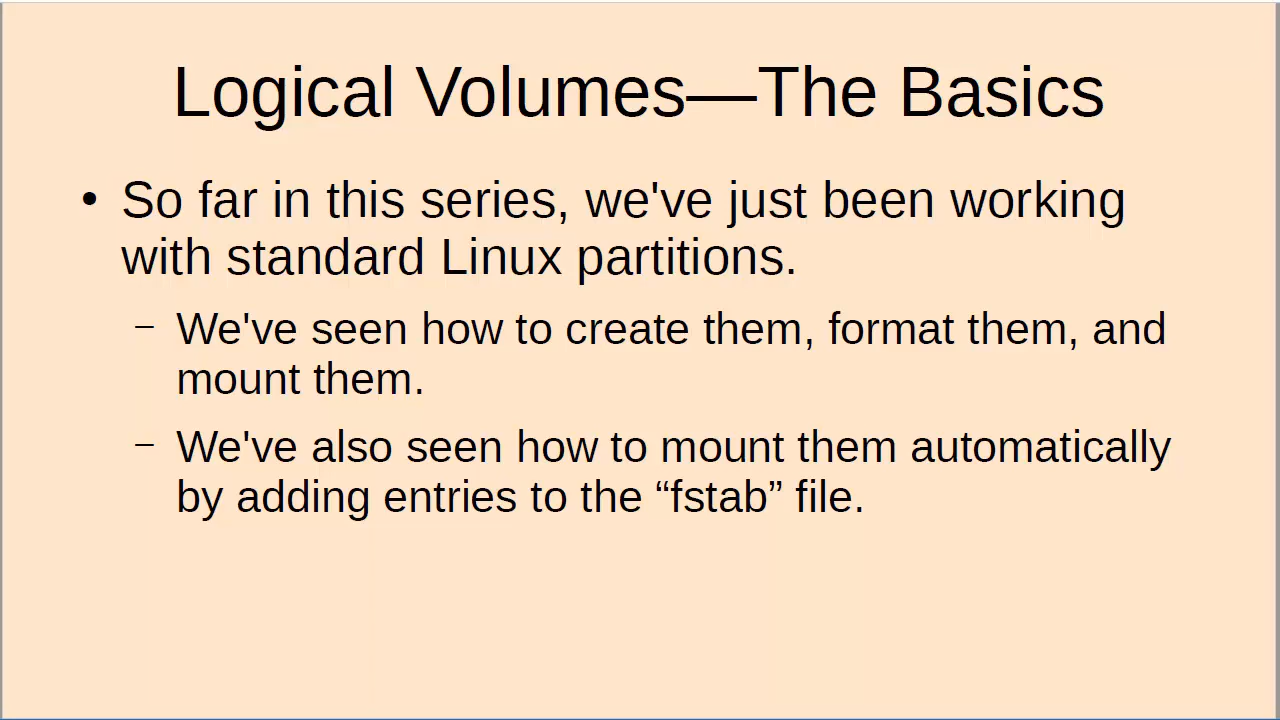 Logical Volumes—The Basics
• So far in this series, we've just been working
with standard Linux partitions.
– We've seen how to create them, format them, and
mount them.
– We've also seen how to mount them automatically
by adding entries to the “fstab” file.